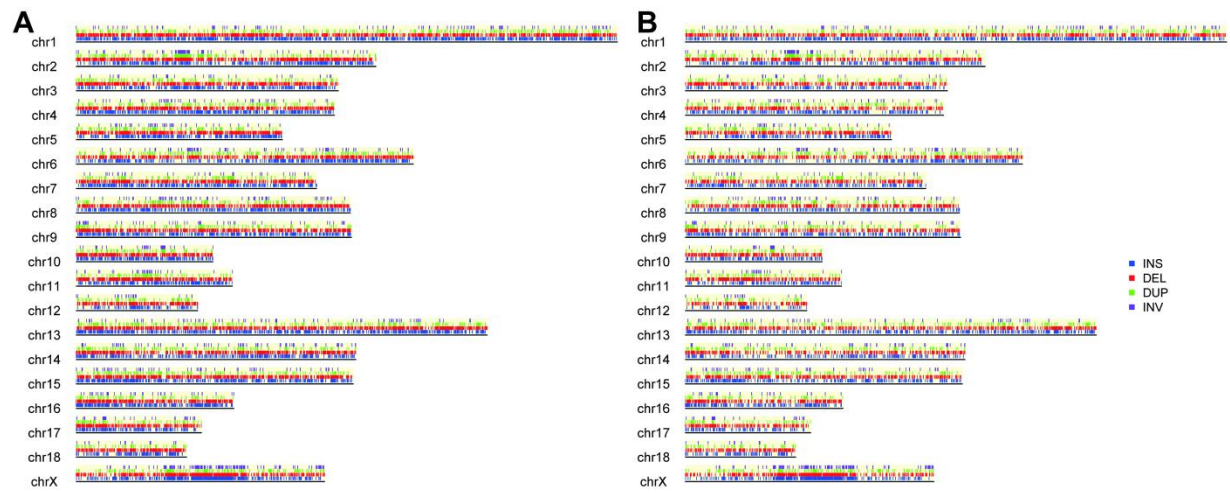 A
chr1
chr2
chr3
chr4
chr5
chr6
chr7
chr8
chr9
chr10
chr11
chr12
chr13
chr14
chr15
chr16
chr17
chr18
chrX
B
chr1
chr2
chr3
chr4
chr5
chr6
chr7
chr8
chr9
chr10
chr11
chr12
chr13
chr14
chr15
chr16
chr17
chr18
chrX
INS
DEL
DUP
INV